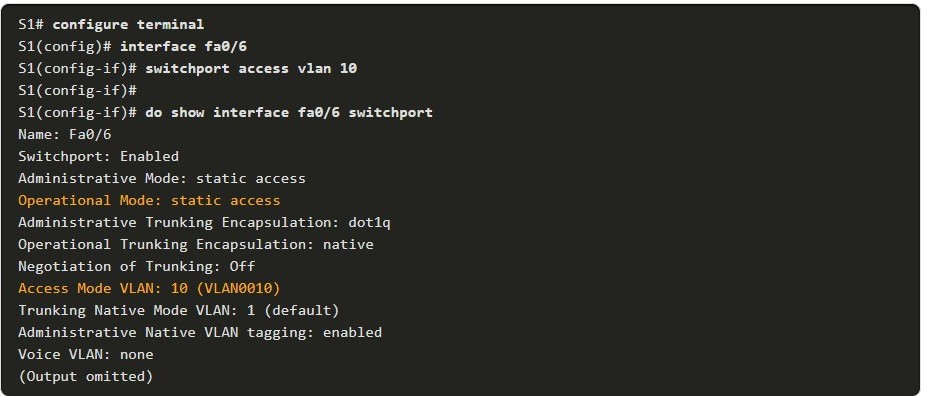 S1# configure terminal
S1(config)# interface fa0/6
S1(config-if)# switchport access vlan 10
S1(config-if)#
S1(config-if)# do show interface fa0/6 switchport
Name: Fa0/6
Switchport: Enabled
Administrative Mode: static access
Operational Mode: static access
Administrative Trunking Encapsulation: dot1q
Operational Trunking Encapsulation: native
Negotiation of Trunking: Off
Access Mode VLAN: 10 (VLAN0010)
Trunking Native Mode VLAN: 1 (default)
Administrative Native VLAN tagging: enabled
Voice VLAN: none
(Output omitted)